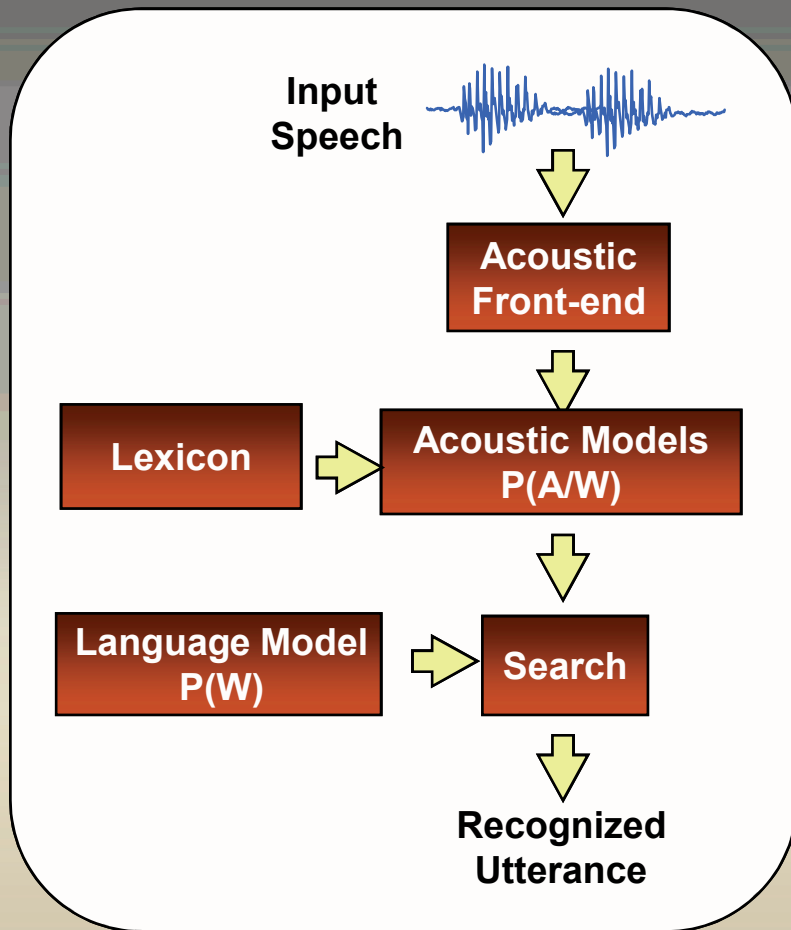 Input
Speech
Acoustic
Front-end
Lexicon
Acoustic Models
P(A/W)
Language Model
P(W)
Search
Recognized
Utterance